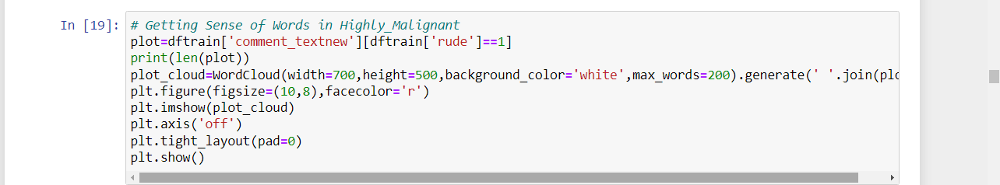 In [19]: # Getting Sense of Words in Highly_Malignant
plot=dftrain['comment_textnew'][dftrain['rude']==1]
print(len(plot))
plot_cloud=WordCloud(width=700,height=500,background_color='white',max_words=200).generate(' '.join(plo
plt.figure(figsize=(10,8),facecolor='r')
plt.imshow(plot_cloud)
plt.axis('off')
plt.tight_layout(pad=0)
plt.show()